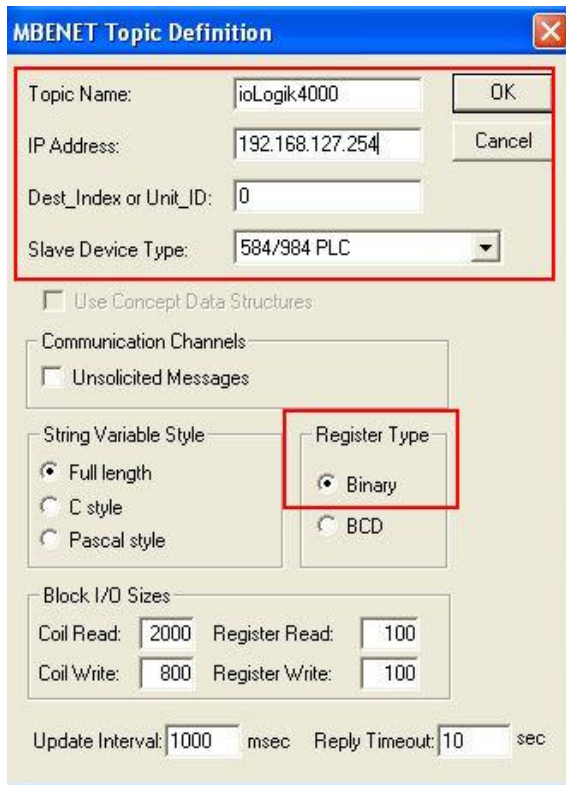 MBENET Topic Definition
Topic Name: ioLogik4000 OK
IP Address: 192.168.127.254 Cancel
Dest_Index or Unit_ID: 0
Slave Device Type: 584/984 PLC
Use Concept Data Structures
Communication Channels
Unsolicited Messages
String Variable Style
Full length
C style
Pascal style
Register Type
Binary
BCD
Block I/O Sizes
Coil Read: 2000 Register Read: 100
Coil Write: 800 Register Write: 100
Update Interval: 1000 msec Reply Timeout: 10 sec